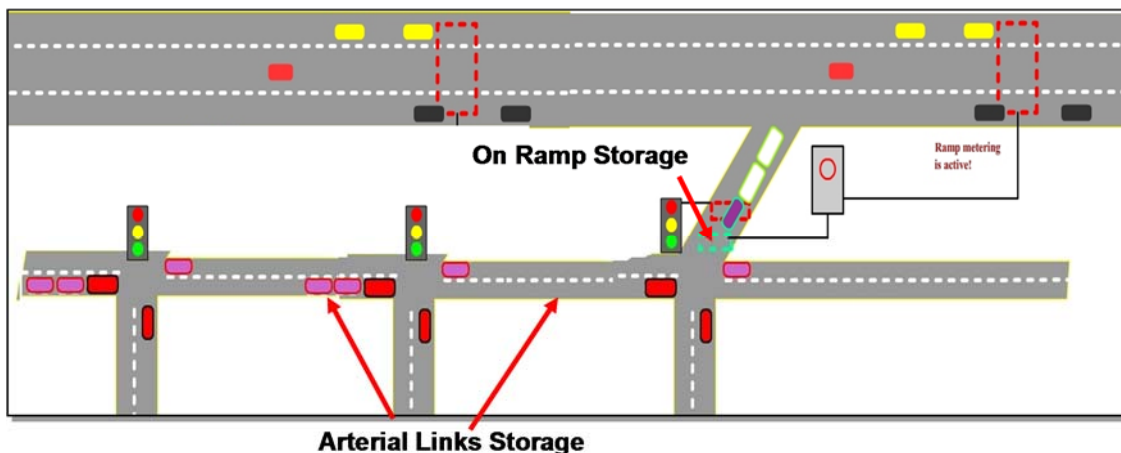 On Ramp Storage
Ramp metering
is active!
Arterial Links Storage